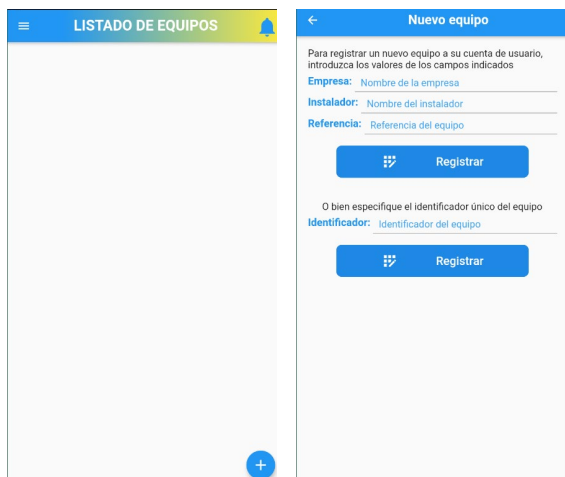 LISTADO DE EQUIPOS
Nuevo equipo
Para registrar un nuevo equipo a su cuenta de usuario,
introduzca los valores de los campos indicados
Empresa: Nombre de la empresa
Instalador: Nombre del instalador
Referencia: Referencia del equipo
Registrar
O bien especifique el identificador único del equipo
Identificador: Identificador del equipo
Registrar